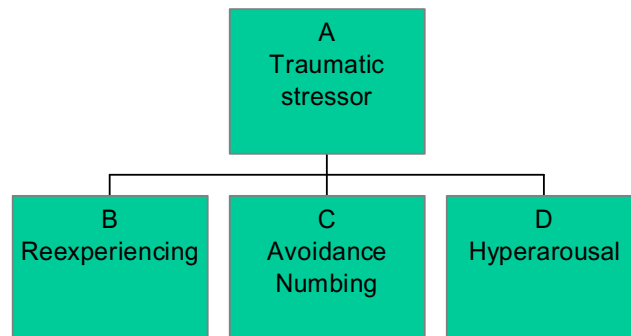 A
Traumatic
stressor
B
Reexperiencing
C
Avoidance
Numbing
D
Hyperarousal